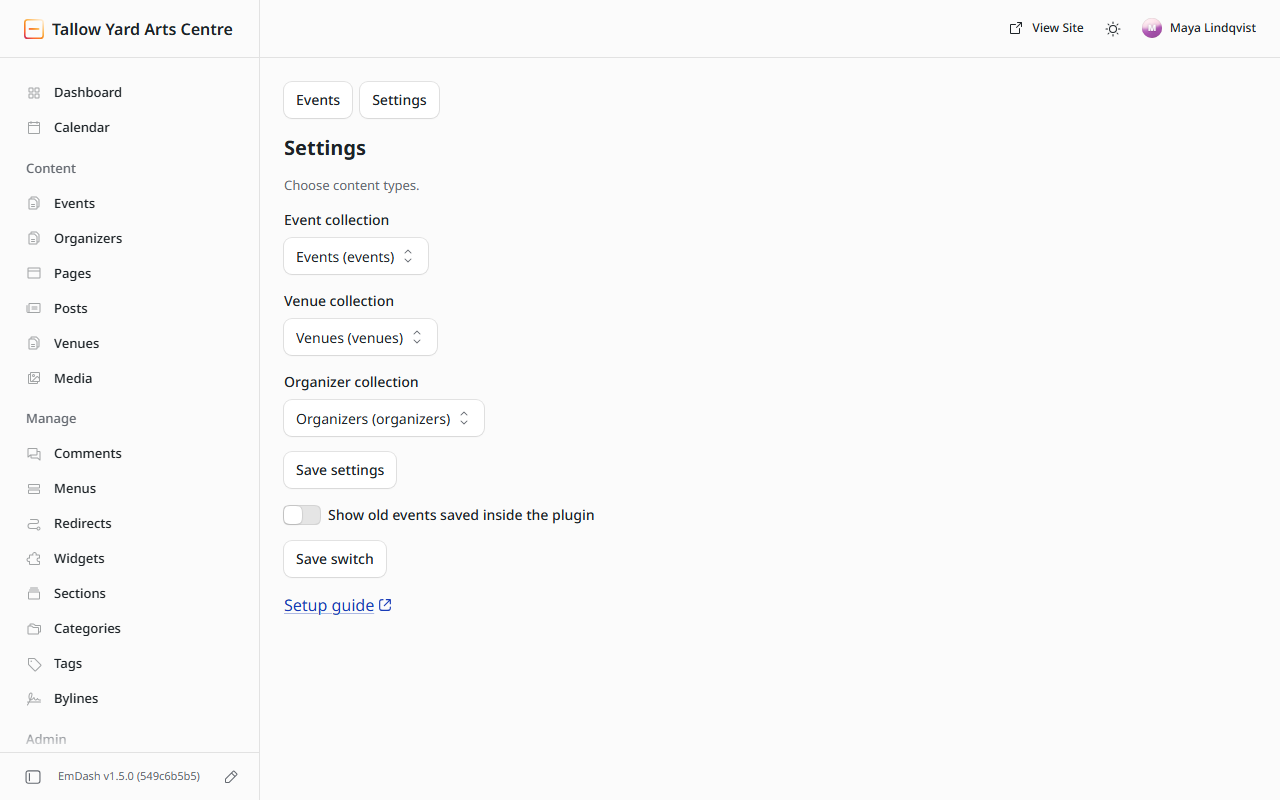 Tallow Yard Arts Centre
View Site
M
Maya Lindqvist
Dashboard
Calendar
Content
Events
Organizers
Pages
Posts
Venues
Media
Manage
Comments
Menus
Redirects
Widgets
Sections
Categories
Tags
Bylines
Admin
EmDash v1.5.0 (549c6b5b5)
Events
Settings
Settings
Choose content types.
Event collection
Events (events)
Venue collection
Venues (venues)
Organizer collection
Organizers (organizers)
Save settings
Show old events saved inside the plugin
Save switch
Setup guide